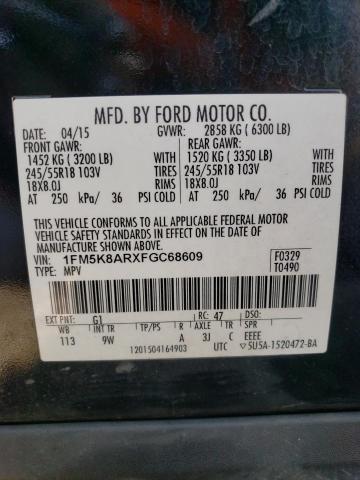 MFD. BY FORD MOTOR CO.
DATE: 04/15 GVWR: 2858 KG ( 6300 LB)
FRONT GAWR: REAR GAWR:
1452 KG ( 3200 LB) 1520 KG ( 3350 LB)
245/55R18 103V TIRES 245/55R18 103V TIRES
18X8.0J RIMS 18X8.0J RIMS
AT 250 kPa/ 36 PSI COLD AT 250 kPa/ 36 PSI COLD
THIS VEHICLE CONFORMS TO ALL APPLICABLE FEDERAL MOTOR
VEHICLE SAFETY STANDARDS IN EFFECT ON THE DATE OF
MANUFACTURE SHOWN ABOVE.
VIN: 1FM5K8ARXFGC68609 F0329
TYPE: MPV T0490
EXT PNT: G1 RC: 47 DSO:
WB BRK INT TR TP/PS R AXLE TR SPR
113 9W A 3J C EEEE
1201504164903 UTC ▽5U5A-1520472-BA